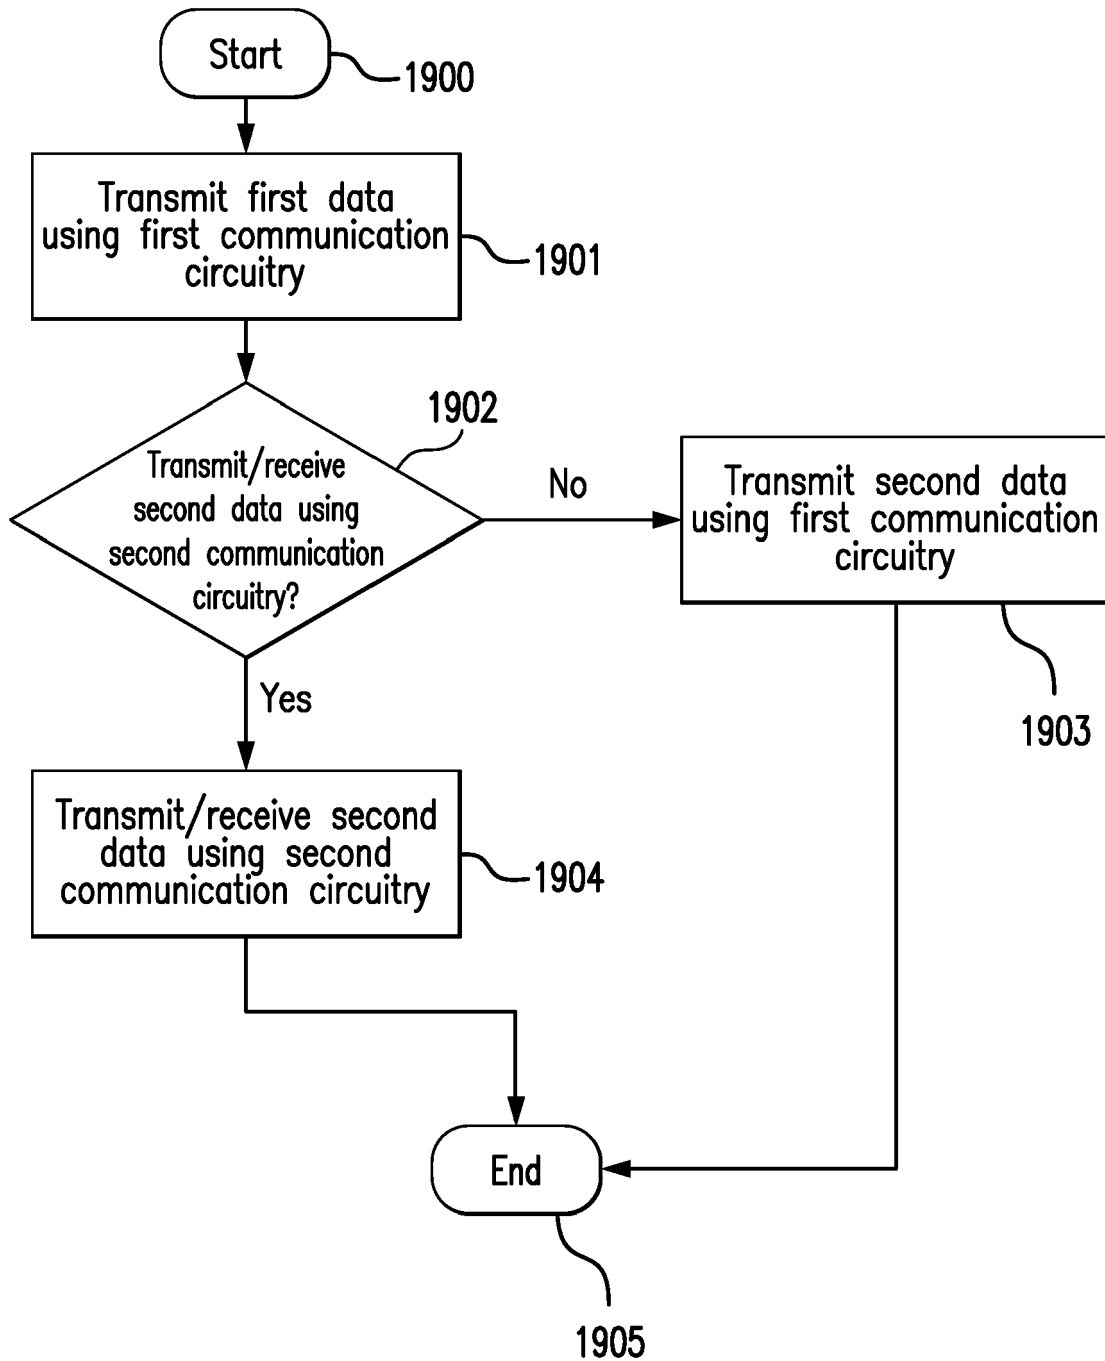 Start
1900
Transmit first data
using first communication
circuitry
1901
1902
Transmit/receive
second data using
second communication
circuitry?
No
Transmit second data
using first communication
circuitry
1903
Yes
Transmit/receive second
data using second
communication circuitry
1904
End
1905